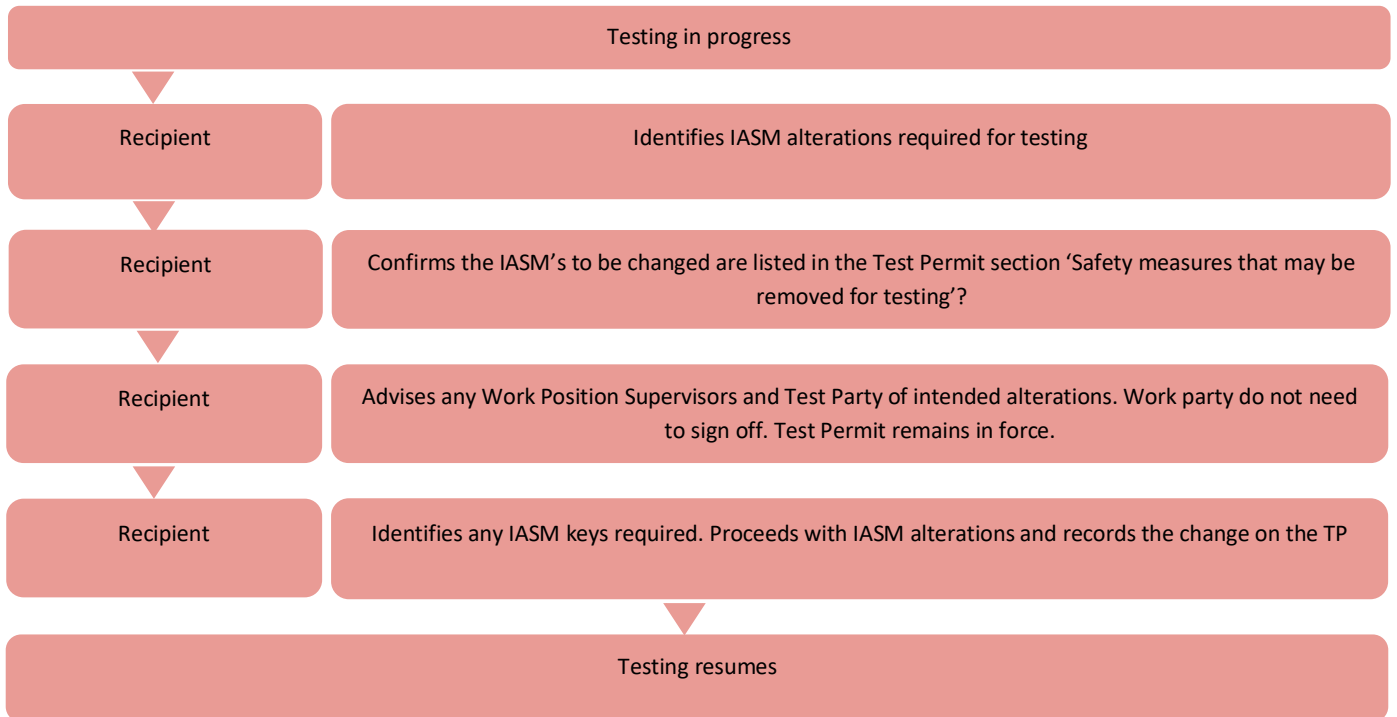 Testing in progress
Recipient
Identifies IASM alterations required for testing
Recipient
Confirms the IASM’s to be changed are listed in the Test Permit section ‘Safety measures that may be
removed for testing’?
Recipient
Advises any Work Position Supervisors and Test Party of intended alterations. Work party do not need
to sign off. Test Permit remains in force.
Recipient
Identifies any IASM keys required. Proceeds with IASM alterations and records the change on the TP
Testing resumes